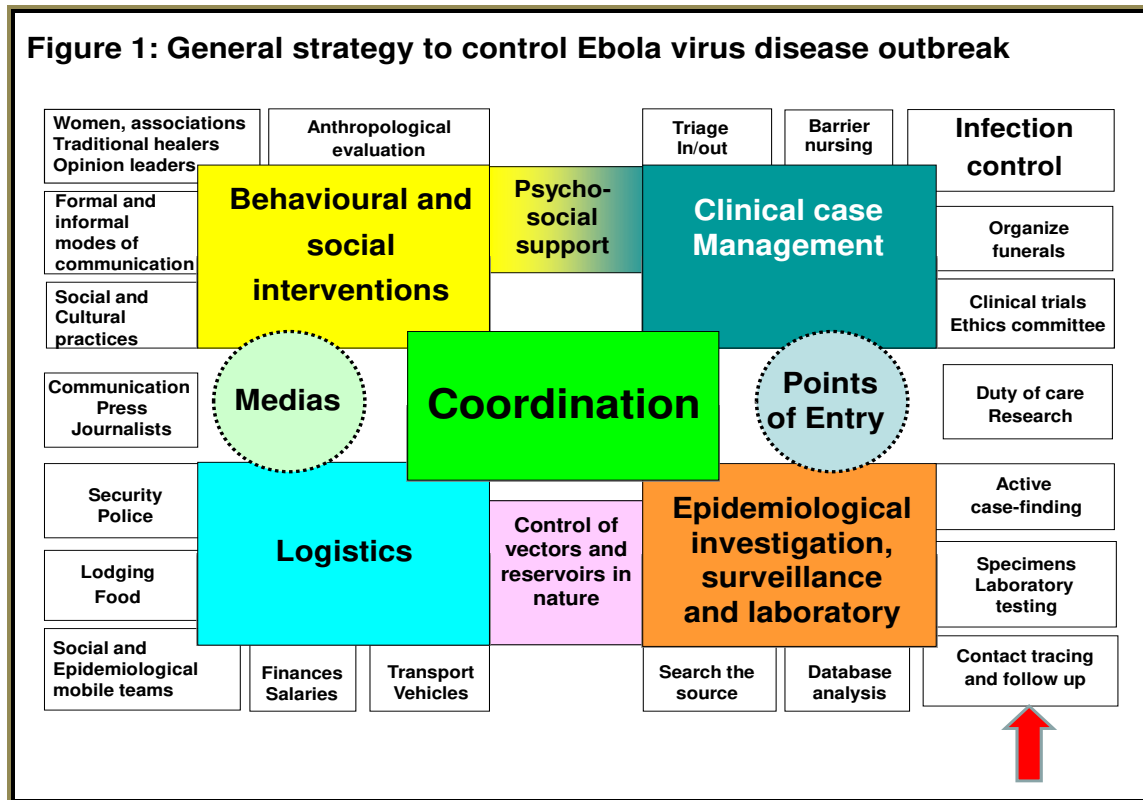 Figure 1: General strategy to control Ebola virus disease outbreak
Women, associations
Traditional healers
Opinion leaders
Anthropological
evaluation
Triage
In/out
Barrier
nursing
Infection
control
Behavioural and
social
interventions
Psycho-
social
support
Clinical case
Management
Formal and
informal
modes of
communication
Organize
funerals
Social and
Cultural
practices
Clinical trials
Ethics committee
Communication
Press
Journalists
Medias
Coordination
Points
of Entry
Duty of care
Research
Security
Police
Logistics
Control of
vectors and
reservoirs in
nature
Epidemiological
investigation,
surveillance
and laboratory
Active
case-finding
Lodging
Food
Specimens
Laboratory
testing
Social and
Epidemiological
mobile teams
Finances
Salaries
Transport
Vehicles
Search the
source
Database
analysis
Contact tracing
and follow up